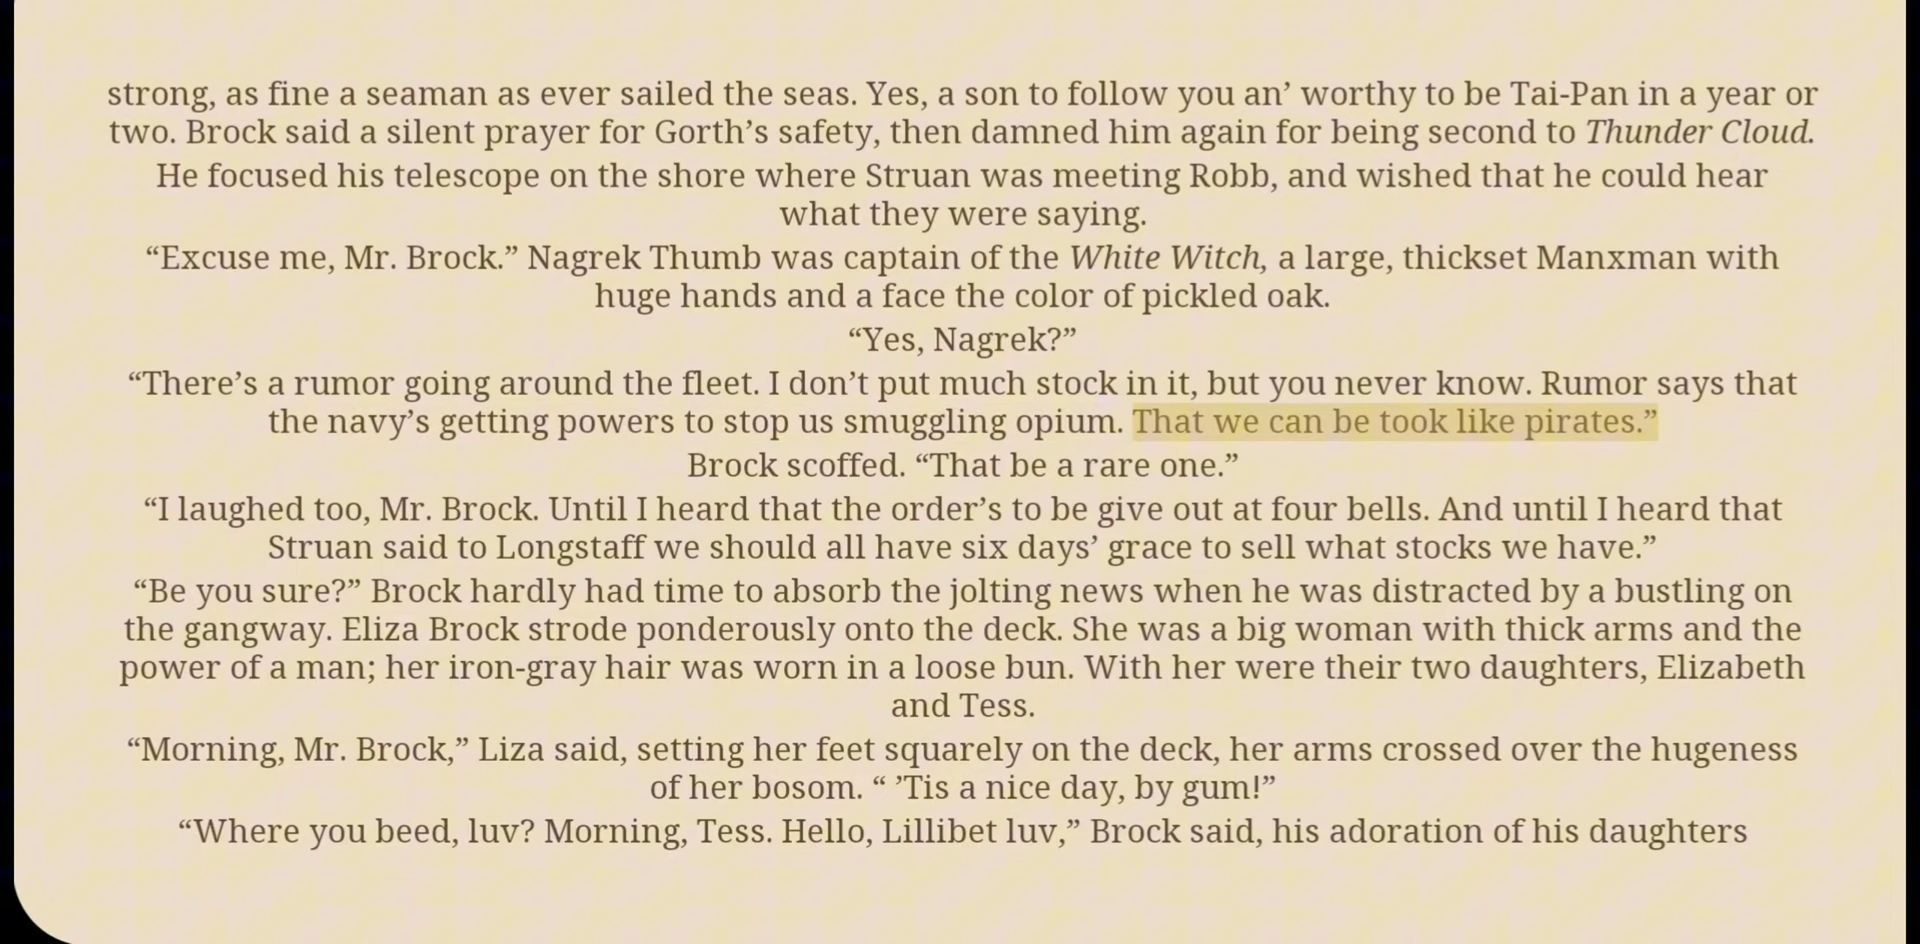 strong, as fine a seaman as ever sailed the seas. Yes, a son to follow you an’ worthy to be Tai-Pan in a year or
two. Brock said a silent prayer for Gorth’s safety, then damned him again for being second to Thunder Cloud.
He focused his telescope on the shore where Struan was meeting Robb, and wished that he could hear
what they were saying.
“Excuse me, Mr. Brock.” Nagrek Thumb was captain of the White Witch, a large, thickset Manxman with
huge hands and a face the color of pickled oak.
“Yes, Nagrek?”
“There’s a rumor going around the fleet. I don’t put much stock in it, but you never know. Rumor says that
the navy’s getting powers to stop us smuggling opium. That we can be took like pirates.”
Brock scoffed. “That be a rare one.”
“I laughed too, Mr. Brock. Until I heard that the order’s to be give out at four bells. And until I heard that
Struan said to Longstaff we should all have six days’ grace to sell what stocks we have.”
“Be you sure?” Brock hardly had time to absorb the jolting news when he was distracted by a bustling on
the gangway. Eliza Brock strode ponderously onto the deck. She was a big woman with thick arms and the
power of a man; her iron-gray hair was worn in a loose bun. With her were their two daughters, Elizabeth
and Tess.
“Morning, Mr. Brock,” Liza said, setting her feet squarely on the deck, her arms crossed over the hugeness
of her bosom. “ ’Tis a nice day, by gum!”
“Where you beed, luv? Morning, Tess. Hello, Lillibet luv,” Brock said, his adoration of his daughters